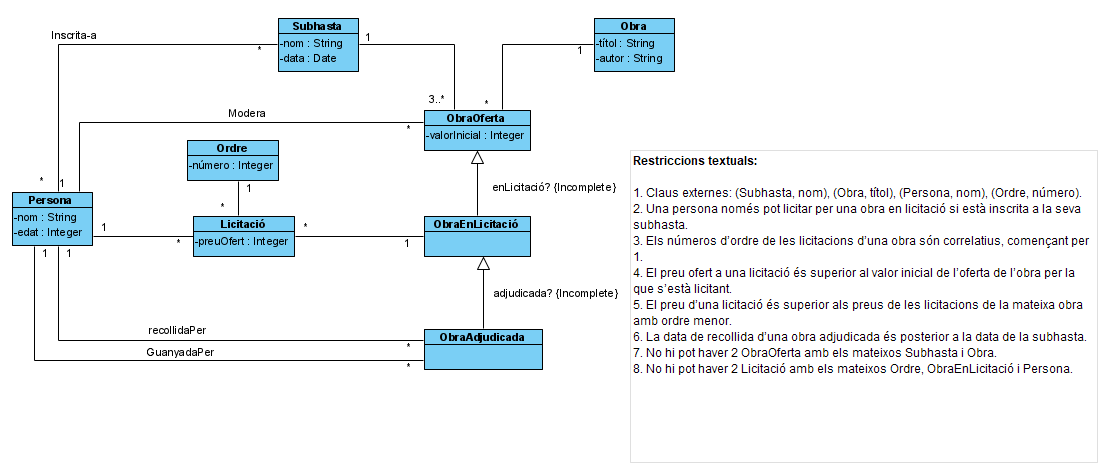 Inscrita-a
*
Subhasta
-nom : String
-data : Date
1
Obra
-títol : String
-autor : String
1
3..*
*
Modera
*
ObraOferta
-valorInicial : Integer
Ordre
-número : Integer
1
*
enLicitació? {Incomplete}
*
1
Persona
-nom : String
-edat : Integer
1
*
Licitació
-preuOfert : Integer
*
1
ObraEnLicitació
1
1
adjudicada? {Incomplete}
recollidaPer
*
GuanyadaPer
*
ObraAdjudicada
Restriccions textuals:
1. Claus externes: (Subhasta, nom), (Obra, títol), (Persona, nom), (Ordre, número).
2. Una persona només pot licitar per una obra en licitació si està inscrita a la seva
subhasta.
3. Els números d'ordre de les licitacions d'una obra són correlatius, començant per
1.
4. El preu ofert a una licitació és superior al valor inicial de l'oferta de l'obra per la
que s'està licitant.
5. El preu d'una licitació és superior als preus de les licitacions de la mateixa obra
amb ordre menor.
6. La data de recollida d'una obra adjudicada és posterior a la data de la subhasta.
7. No hi pot haver 2 ObraOferta amb els mateixos Subhasta i Obra.
8. No hi pot haver 2 Licitació amb els mateixos Ordre, ObraEnLicitació i Persona.